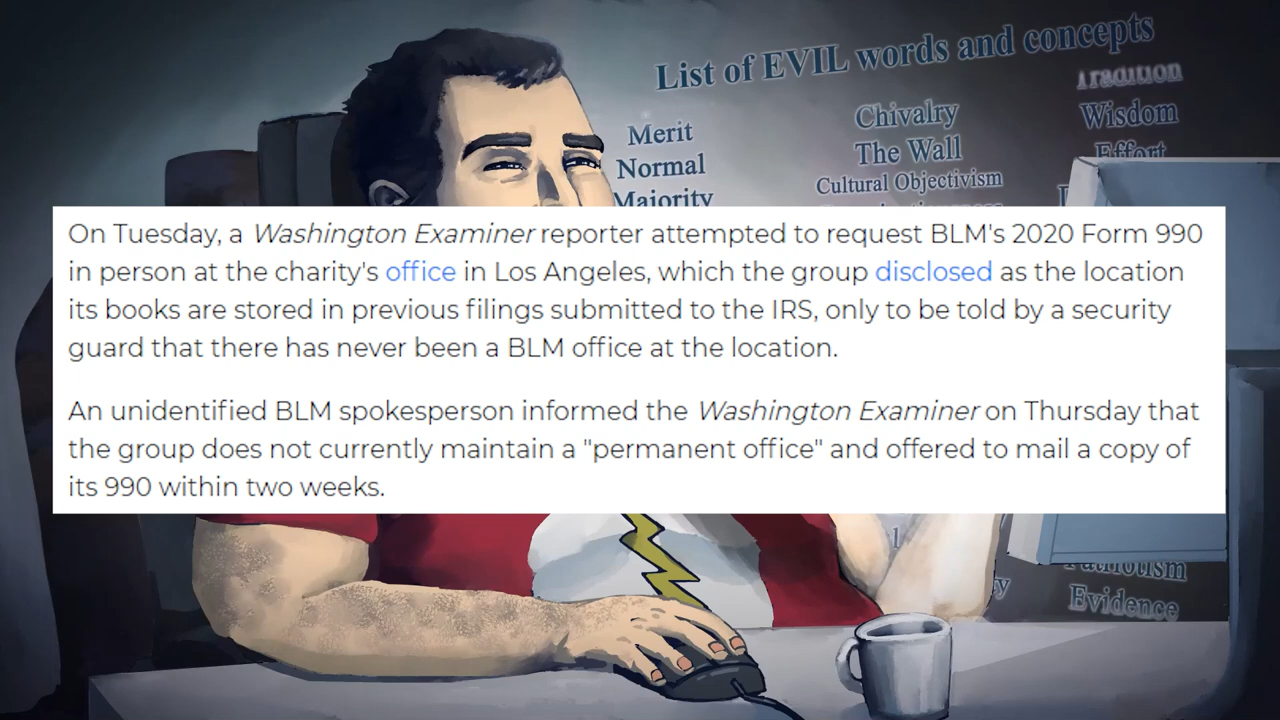 List of EVIL words and concepts
Tradition
Merit
Chivalry
Wisdom
Normal
The Wall
Effort
Majority
Cultural Objectivism
On Tuesday, a Washington Examiner reporter attempted to request BLM's 2020 Form 990
in person at the charity's office in Los Angeles, which the group disclosed as the location
its books are stored in previous filings submitted to the IRS, only to be told by a security
guard that there has never been a BLM office at the location.
An unidentified BLM spokesperson informed the Washington Examiner on Thursday that
the group does not currently maintain a "permanent office" and offered to mail a copy of
its 990 within two weeks.
Patriotism
Evidence